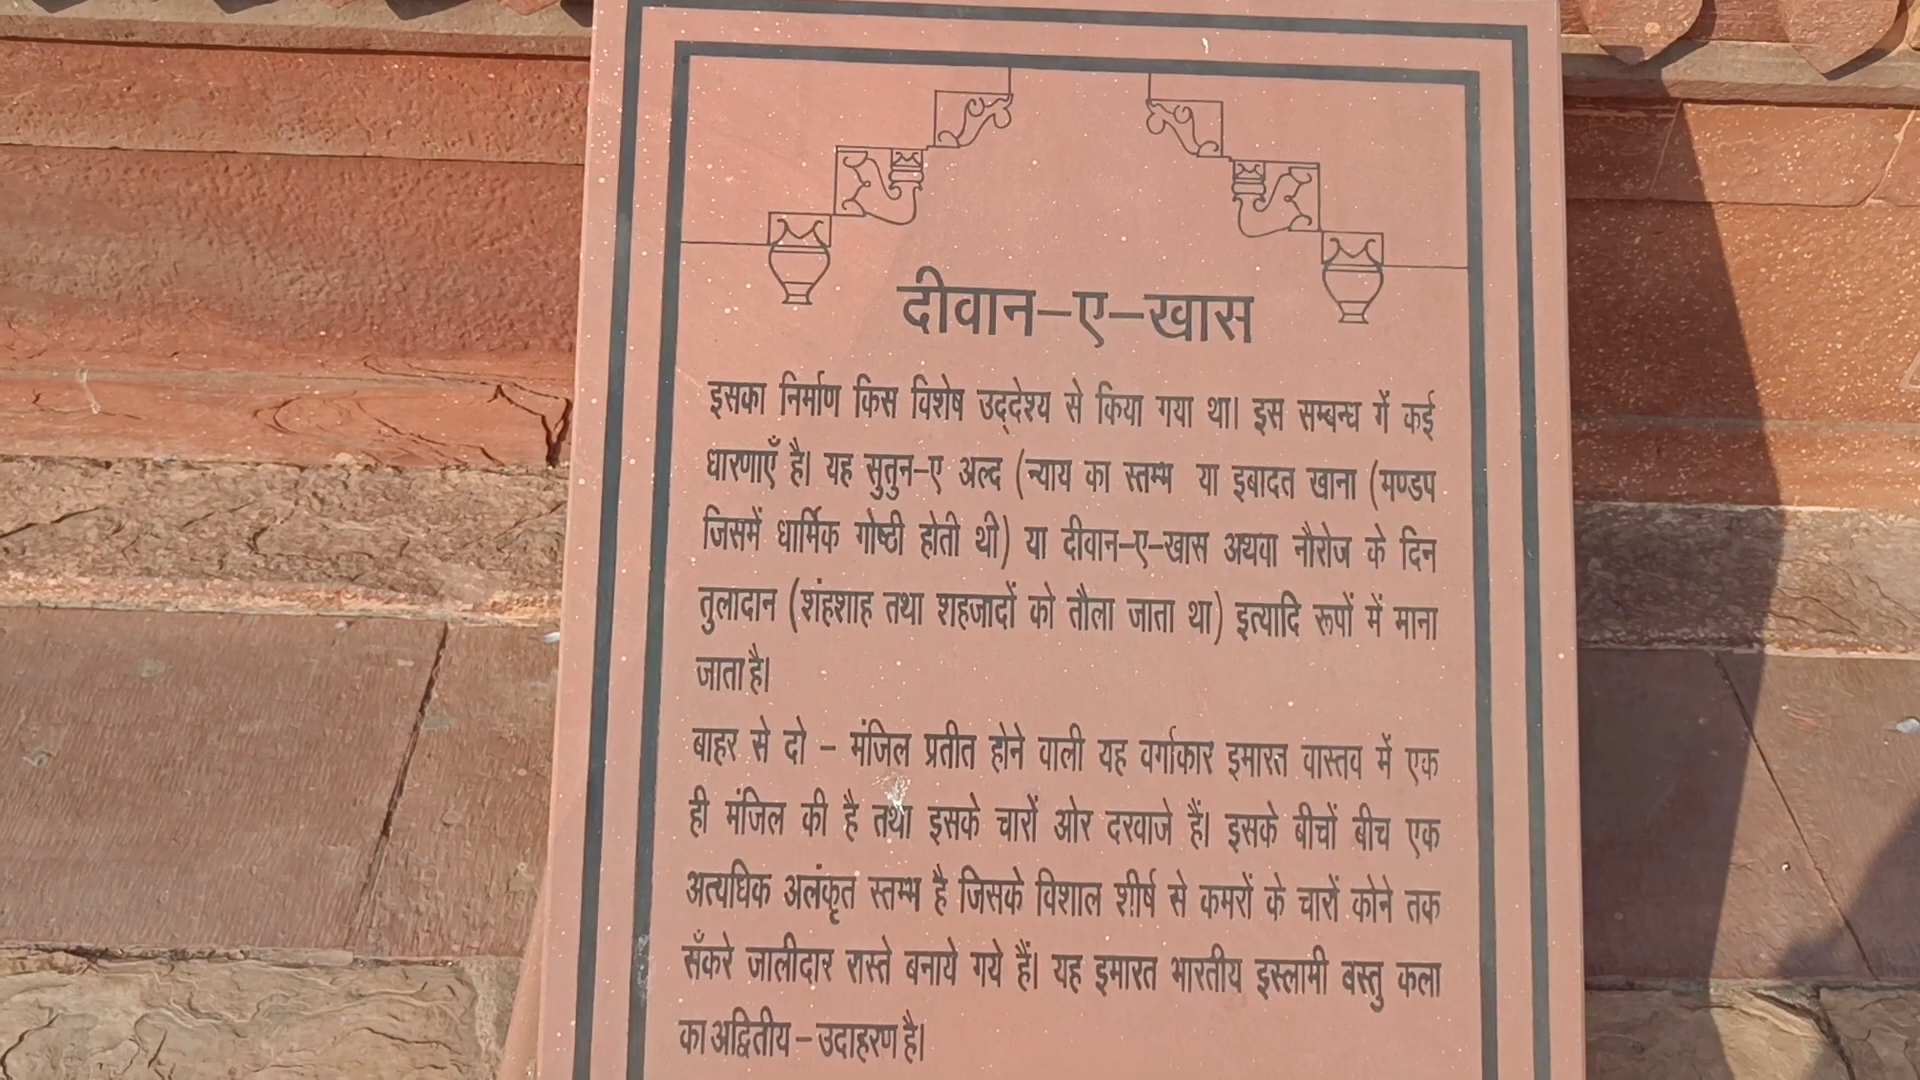 दीवान–ए–खास
इसका निर्माण किस विशेष उद्देश्य से किया गया था। इस सम्बन्ध गें कई
धारणाएँ है। यह सुतुन–ए अल्द (न्याय का स्तम्भ या इबादत खाना (मण्डप
जिसमें धार्मिक गोष्ठी होती थी) या दीवान–ए–खास अथवा नौरोज के दिन
तुलादान (शंहशाह तथा शहजादों को तौला जाता था) इत्यादि रूपों में माना
जाता है।
बाहर से दो – मंजिल प्रतीत होने वाली यह वर्गाकार इमारत वास्तव में एक
ही मंजिल की है तथा इसके चारों ओर दरवाजे हैं। इसके बीचों बीच एक
अत्यधिक अलंकृत स्तम्भ है जिसके विशाल शीर्ष से कमरों के चारों कोने तक
सँकरे जालीदार रास्ते बनाये गये हैं। यह इमारत भारतीय इस्लामी वस्तु कला
का अद्वितीय – उदाहरण है।